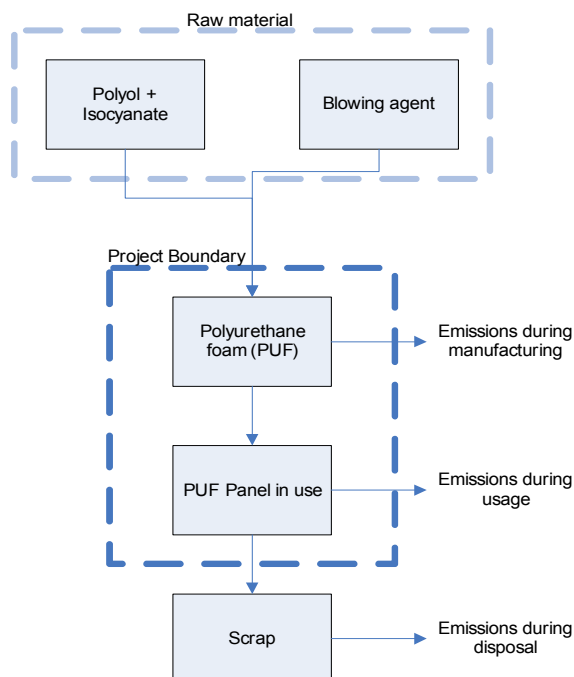 Raw material
Polyol +
Isocyanate
Blowing agent
Project Boundary
Polyurethane
foam (PUF)
Emissions during
manufacturing
PUF Panel in use
Emissions during
usage
Scrap
Emissions during
disposal